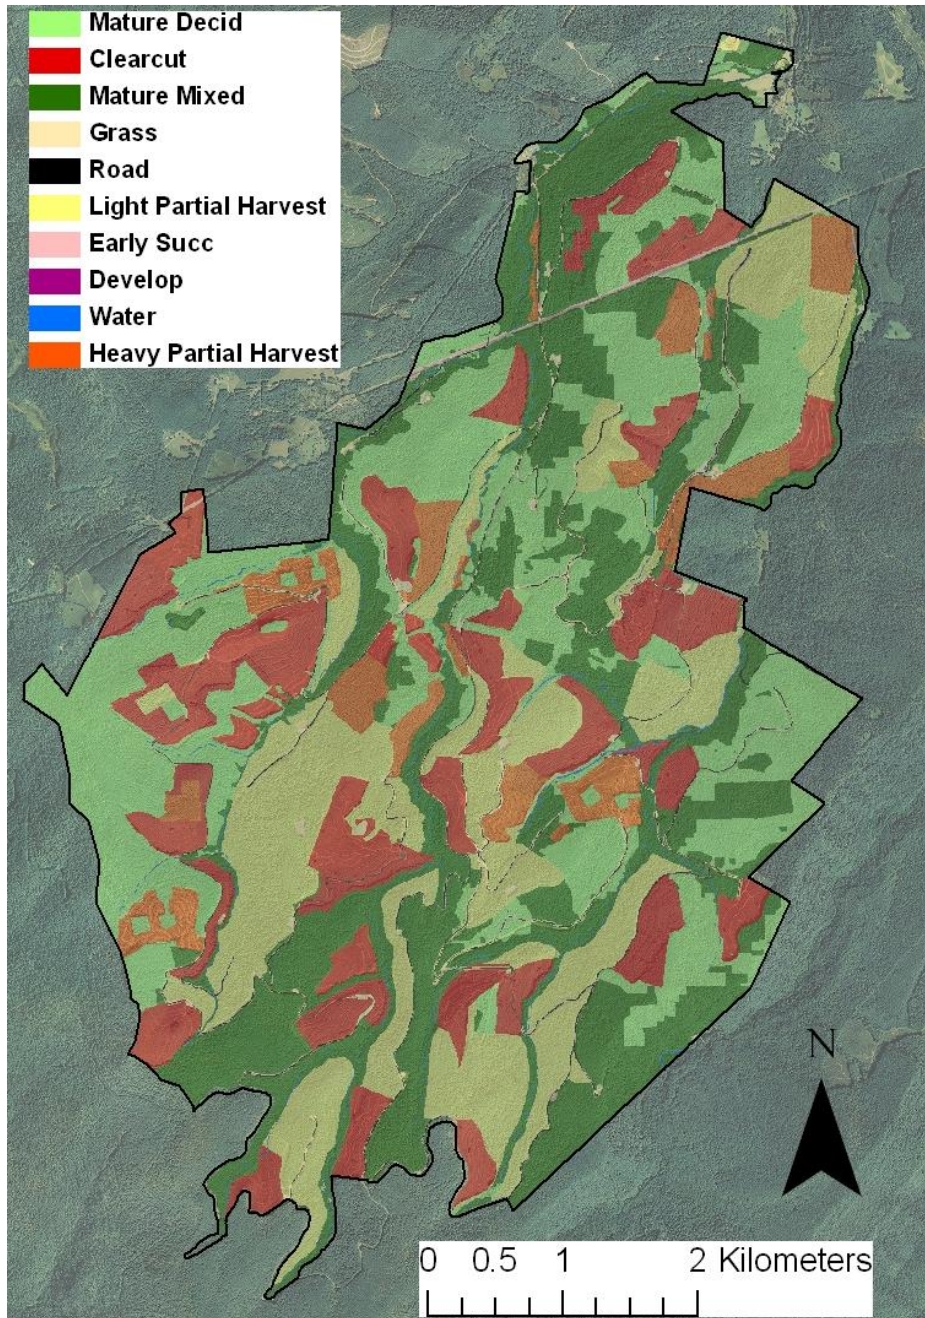 Mature Decid
Clearcut
Mature Mixed
Grass
Road
Light Partial Harvest
Early Succ
Develop
Water
Heavy Partial Harvest
N
0 0.5 1 2 Kilometers